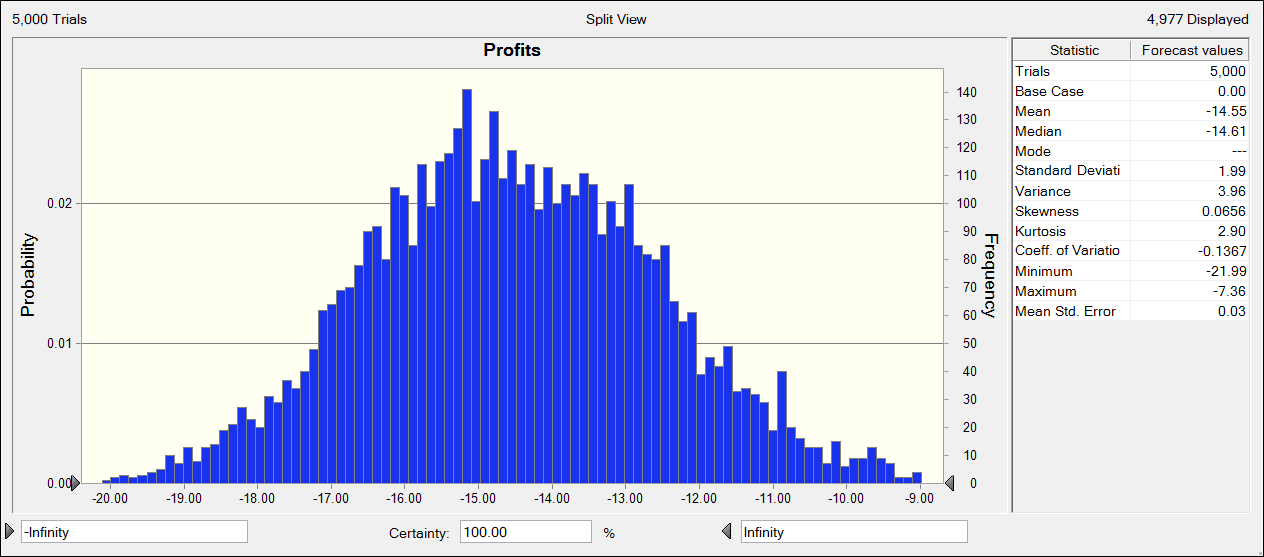 5,000 Trials Split View 4,977 Displayed
Profits
Statistic Forecast values
Trials 5,000
Base Case 0.00
Mean -14.55
Median -14.61
Mode ---
Standard Deviati 1.99
Variance 3.96
Skewness 0.0656
Kurtosis 2.90
Coeff. of Variatio -0.1367
Minimum -21.99
Maximum -7.36
Mean Std. Error 0.03
Probability
0.02
0.01
0.00
140
130
120
110
100
90
80
70
60
50
40
30
20
10
0
Frequency
-20.00 -19.00 -18.00 -17.00 -16.00 -15.00 -14.00 -13.00 -12.00 -11.00 -10.00 -9.00
-Infinity Certainty: 100.00 % Infinity